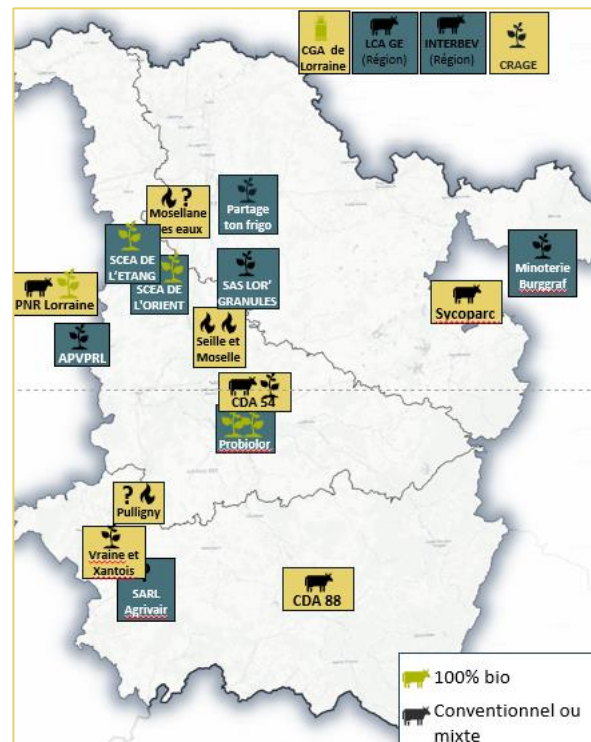 CGA de
Lorraine
LCA GE
(Région)
INTERBEV
(Région)
CRAGE
?
Mosellane
es eaux
Partage
ton frigo
SCEA DE
L'ETANG
SCEA DE
L'ORIENT
SAS LOR'
GRANULES
Minoterie
Burggraf
PNR Lorraine
Sycoparc
APVPRL
Seille et
Moselle
CDA 54
Probiolor
?
Pulligny
Vraine et
Xantois
SARL
Agrivair
CDA 88
100% bio
Conventionnel ou
mixte